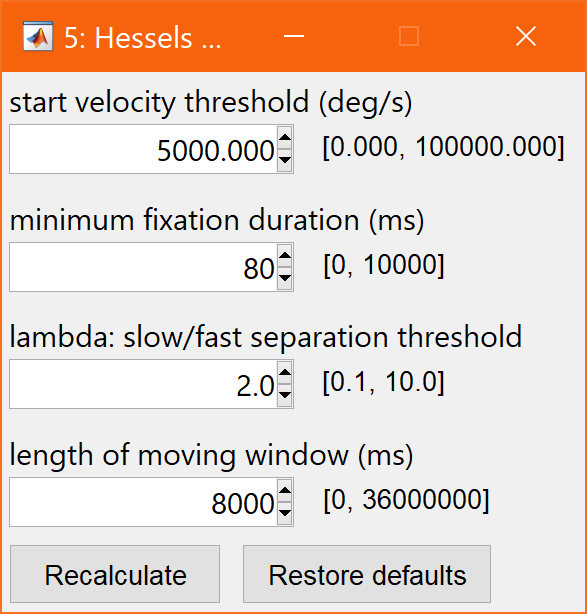 5: Hessels ...
start velocity threshold (deg/s)
5000.000 [0.000, 100000.000]
minimum fixation duration (ms)
80 [0, 10000]
lambda: slow/fast separation threshold
2.0 [0.1, 10.0]
length of moving window (ms)
8000 [0, 36000000]
Recalculate Restore defaults